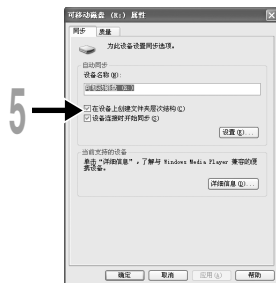 可移动磁盘 (K:) 属性
同步 质量
为此设备设置同步选项。
自动同步
设备名称(N):
5
在设备上创建文件夹层次结构(C)
设备连接时开始同步(S)
设置(E)...
当前支持的设备
单击“详细信息”，了解与 Windows Media Player 兼容的便
携设备。
详细信息(D)...
确定 取消 应用(A) 帮助